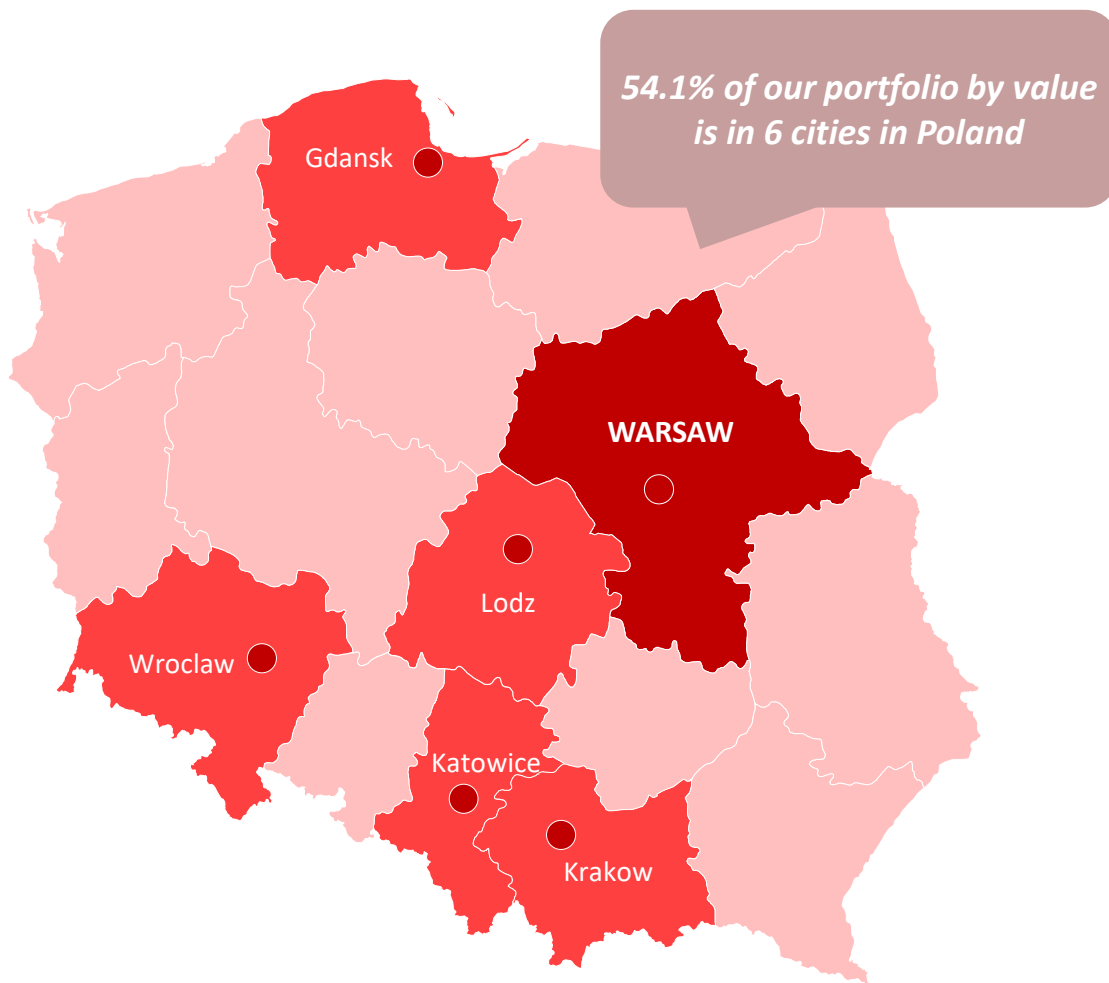 54.1% of our portfolio by value
is in 6 cities in Poland
Gdansk
WARSAW
Lodz
Wroclaw
Katowice
Krakow